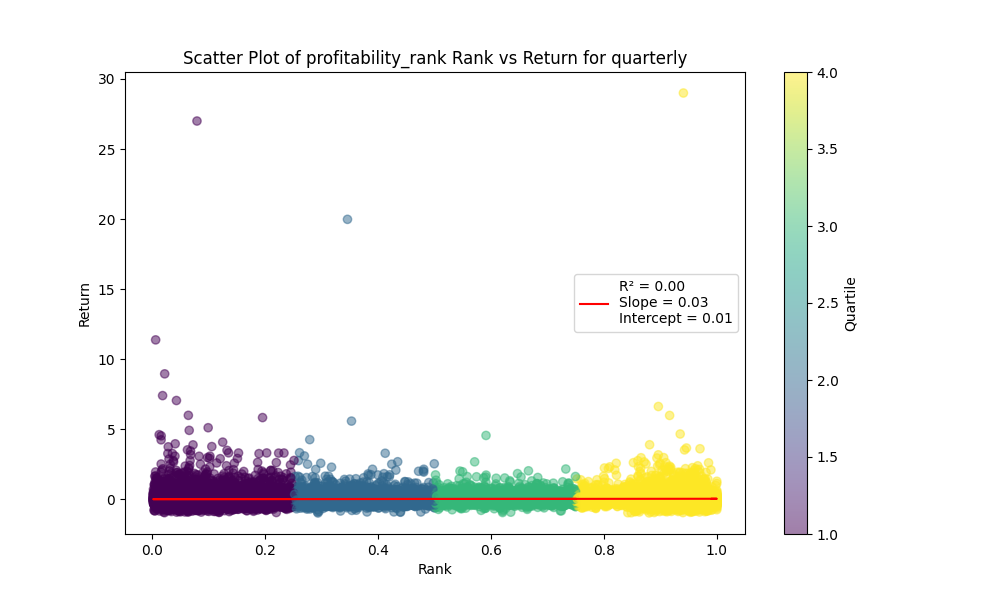 Scatter Plot of profitability_rank Rank vs Return for quarterly
30
25
20
15
10
5
0
Return
0.0 0.2 0.4 0.6 0.8 1.0
Rank
R² = 0.00
Slope = 0.03
Intercept = 0.01
4.0
3.5
3.0
2.5
2.0
1.5
1.0
Quartile